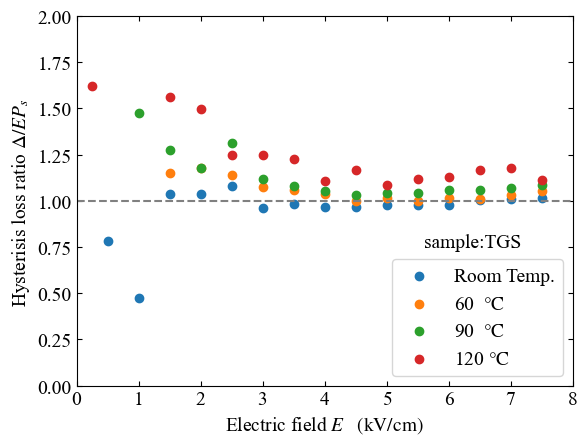 2.00
1.75
1.50
1.25
1.00
0.75
0.50
0.25
0.00
Hysterisis loss ratio Δ/EPₛ
sample:TGS
Room Temp.
60 °C
90 °C
120 °C
0 1 2 3 4 5 6 7 8
Electric field E (kV/cm)